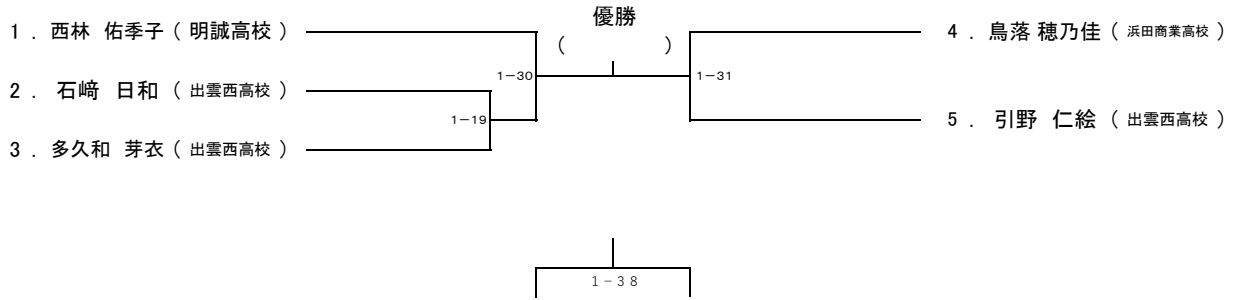 優勝
( )
1 . 西林 佑季子 ( 明誠高校 )
2 . 石﨑 日和 ( 出雲西高校 )
3 . 多久和 芽衣 ( 出雲西高校 )
1-30
1-19
1-31
4 . 鳥落 穂乃佳 ( 浜田商業高校 )
5 . 引野 仁絵 ( 出雲西高校 )
1-38